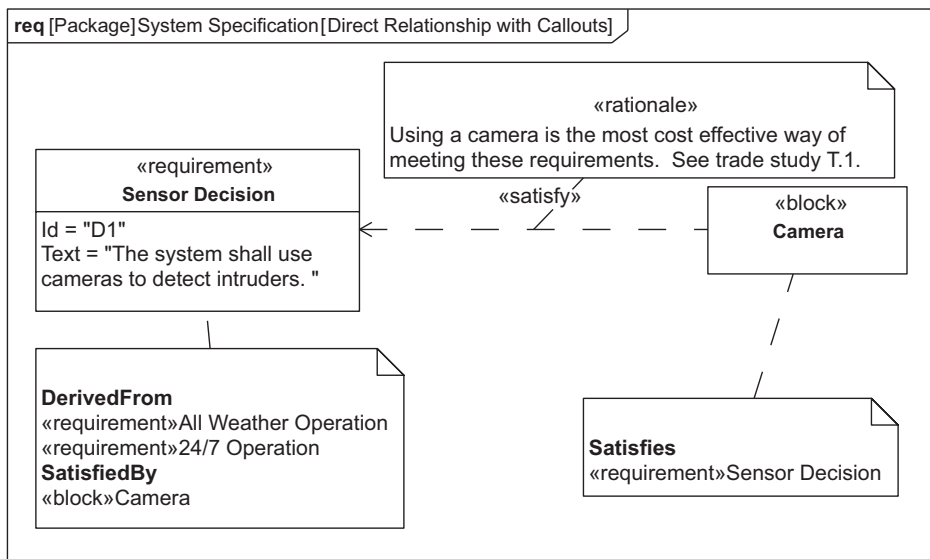 req [Package]System Specification[Direct Relationship with Callouts]
«rationale»
Using a camera is the most cost effective way of
meeting these requirements.  See trade study T.1.
«requirement»
Sensor Decision
Id = "D1"
Text = "The system shall use
cameras to detect intruders. "
«satisfy»
«block»
Camera
DerivedFrom
«requirement»All Weather Operation
«requirement»24/7 Operation
SatisfiedBy
«block»Camera
Satisfies
«requirement»Sensor Decision